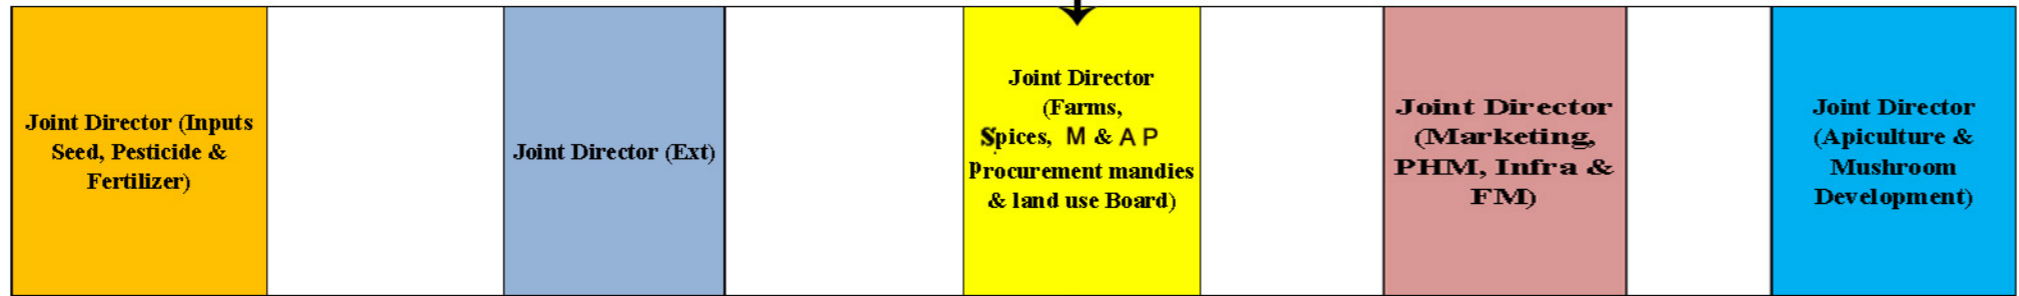 Joint Director (Inputs
Seed, Pesticide &
Fertilizer)
Joint Director (Ext)
Joint Director
(Farms,
Spices, M & A P
Procurement mandies
& land use Board)
Joint Director
(Marketing,
PHM, Infra &
FM)
Joint Director
(Apiculture &
Mushroom
Development)